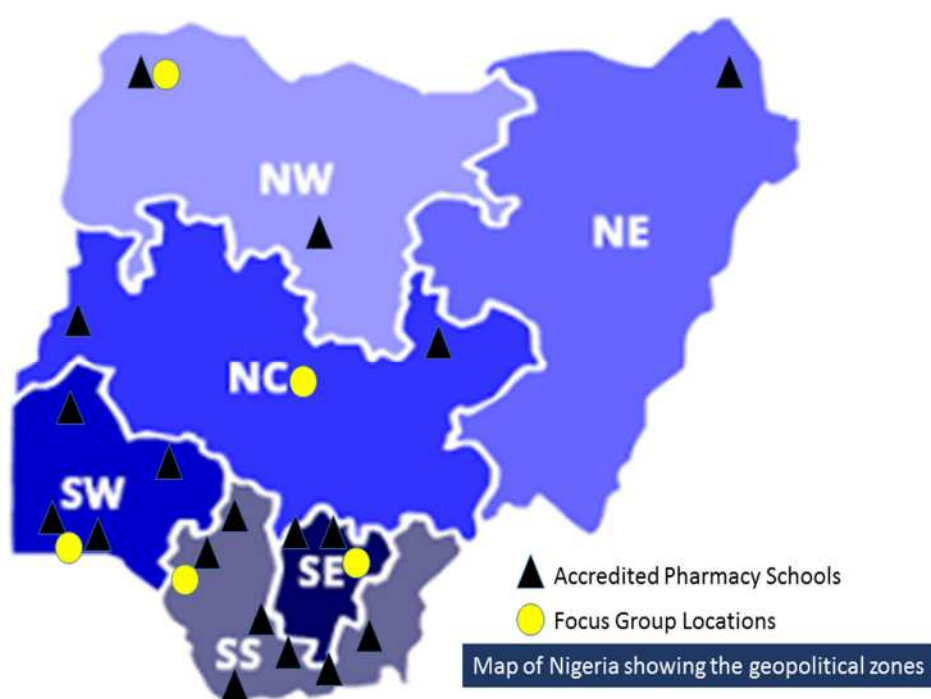 NW
NE
NC
SW
SE
SS
Accredited Pharmacy Schools
Focus Group Locations
Map of Nigeria showing the geopolitical zones